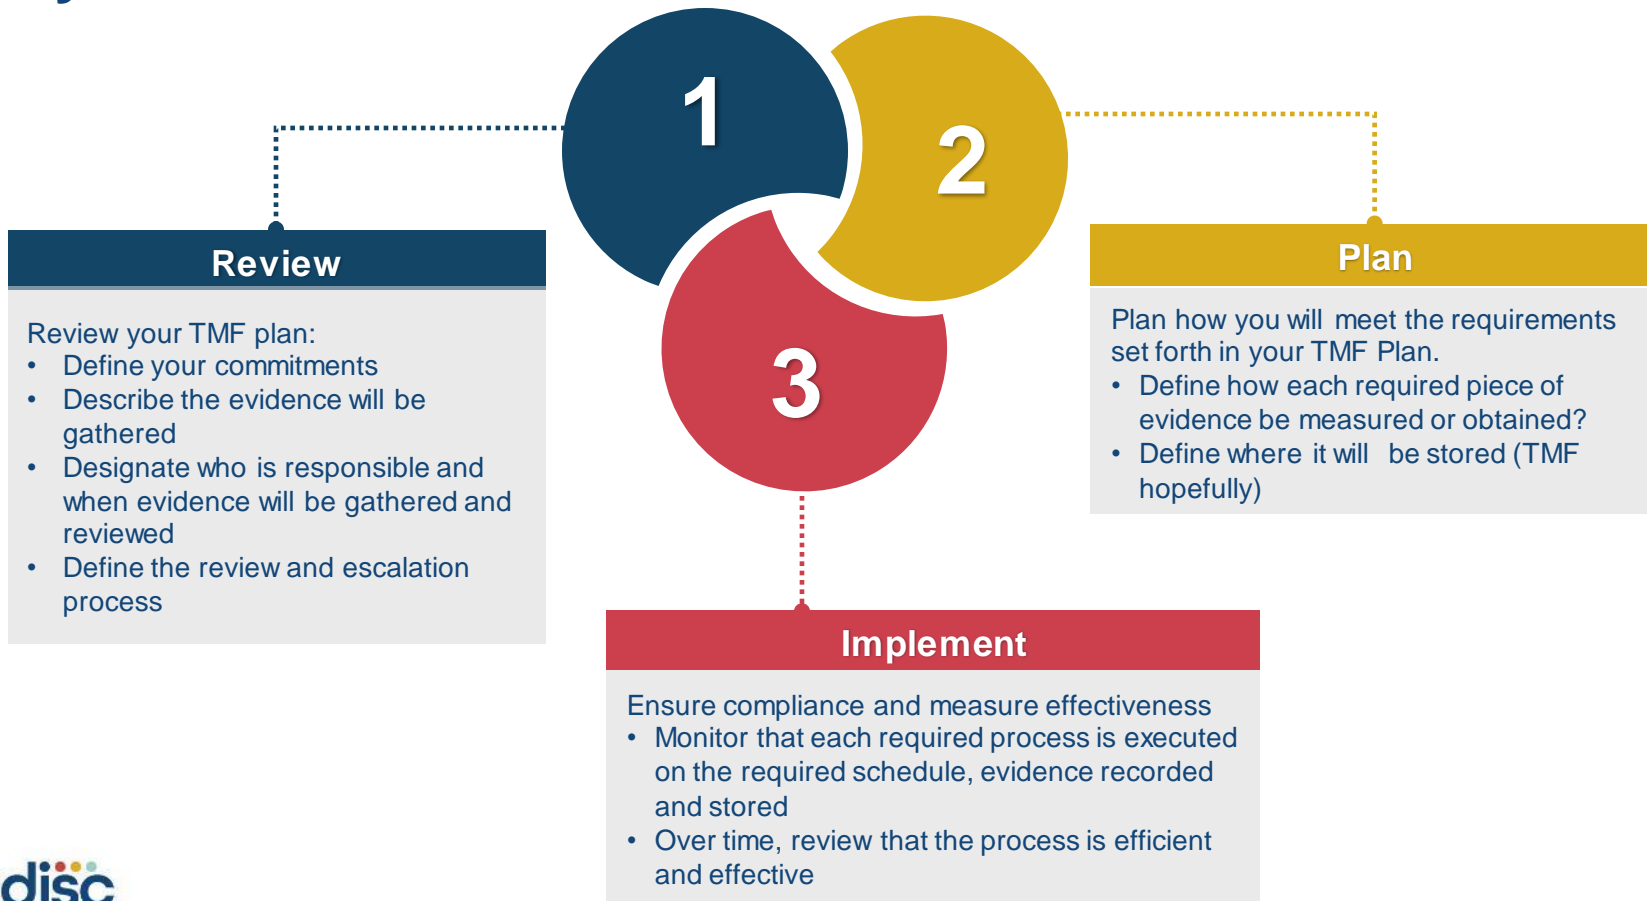 1
2
3
Review
Review your TMF plan:
• Define your commitments
• Describe the evidence will be
gathered
• Designate who is responsible and
when evidence will be gathered and
reviewed
• Define the review and escalation
process
Plan
Plan how you will meet the requirements
set forth in your TMF Plan.
• Define how each required piece of
evidence be measured or obtained?
• Define where it will be stored (TMF
hopefully)
Implement
Ensure compliance and measure effectiveness
• Monitor that each required process is executed
on the required schedule, evidence recorded
and stored
• Over time, review that the process is efficient
and effective
disc